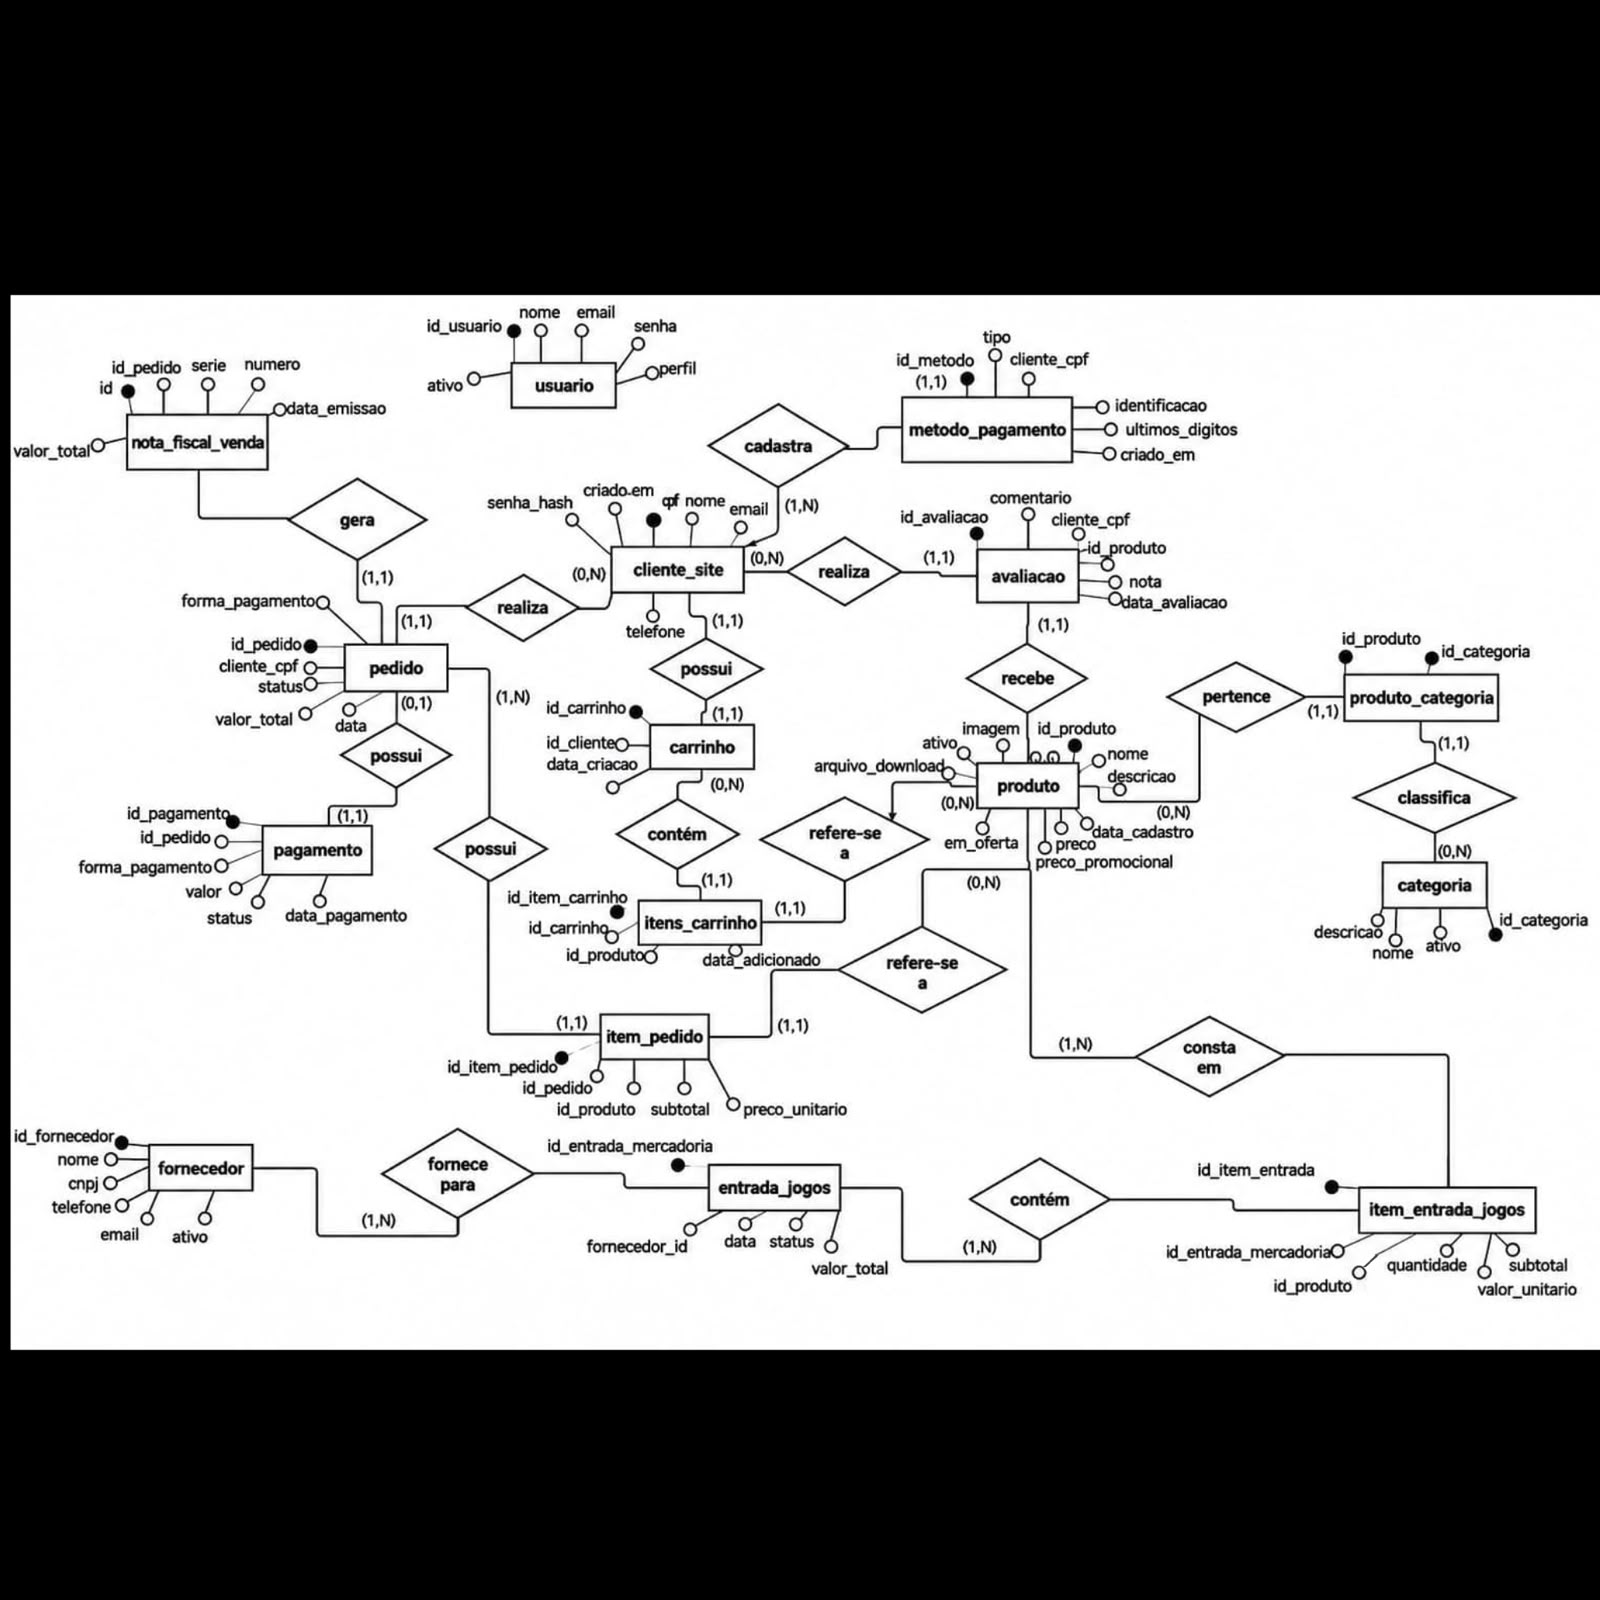 id_usuario
nome
email
senha
perfil
ativo
usuario
id_pedido
serie
numero
id
data_emissao
valor_total
nota_fiscal_venda
gera
(1,1)
tipo
id_metodo
cliente_cpf
(1,1)
identificacao
ultimos_digitos
criado_em
metodo_pagamento
cadastra
(1,N)
senha_hash
criado_em
cpf
nome
email
cliente_site
telefone
(0,N)
realiza
(1,1)
(0,N)
realiza
(1,1)
comentario
id_avaliacao
cliente_cpf
id_produto
nota
data_avaliacao
avaliacao
(1,1)
recebe
forma_pagamento
id_pedido
cliente_cpf
status
valor_total
data
pedido
(0,1)
possui
(1,1)
(1,N)
possui
(1,1)
(1,1)
possui
(1,1)
id_carrinho
id_cliente
data_criacao
carrinho
(0,N)
contém
(1,1)
id_pagamento
id_pedido
forma_pagamento
valor
status
data_pagamento
pagamento
imagem
id_produto
ativo
nome
arquivo_download
descricao
produto
(0,N)
em_oferta
preco
data_cadastro
preco_promocional
(0,N)
pertence
(1,1)
id_produto
id_categoria
produto_categoria
(1,1)
classifica
(0,N)
categoria
descricao
nome
ativo
id_categoria
refere-se
a
(1,1)
id_item_carrinho
id_carrinho
id_produto
data_adicionado
itens_carrinho
(0,N)
refere-se
a
(1,1)
item_pedido
id_item_pedido
id_pedido
id_produto
subtotal
preco_unitario
(1,N)
consta
em
id_fornecedor
nome
cnpj
telefone
email
ativo
fornecedor
(1,N)
fornece
para
id_entrada_mercadoria
entrada_jogos
fornecedor_id
data
status
valor_total
(1,N)
contém
id_item_entrada
item_entrada_jogos
id_entrada_mercadoria
id_produto
quantidade
valor_unitario
subtotal